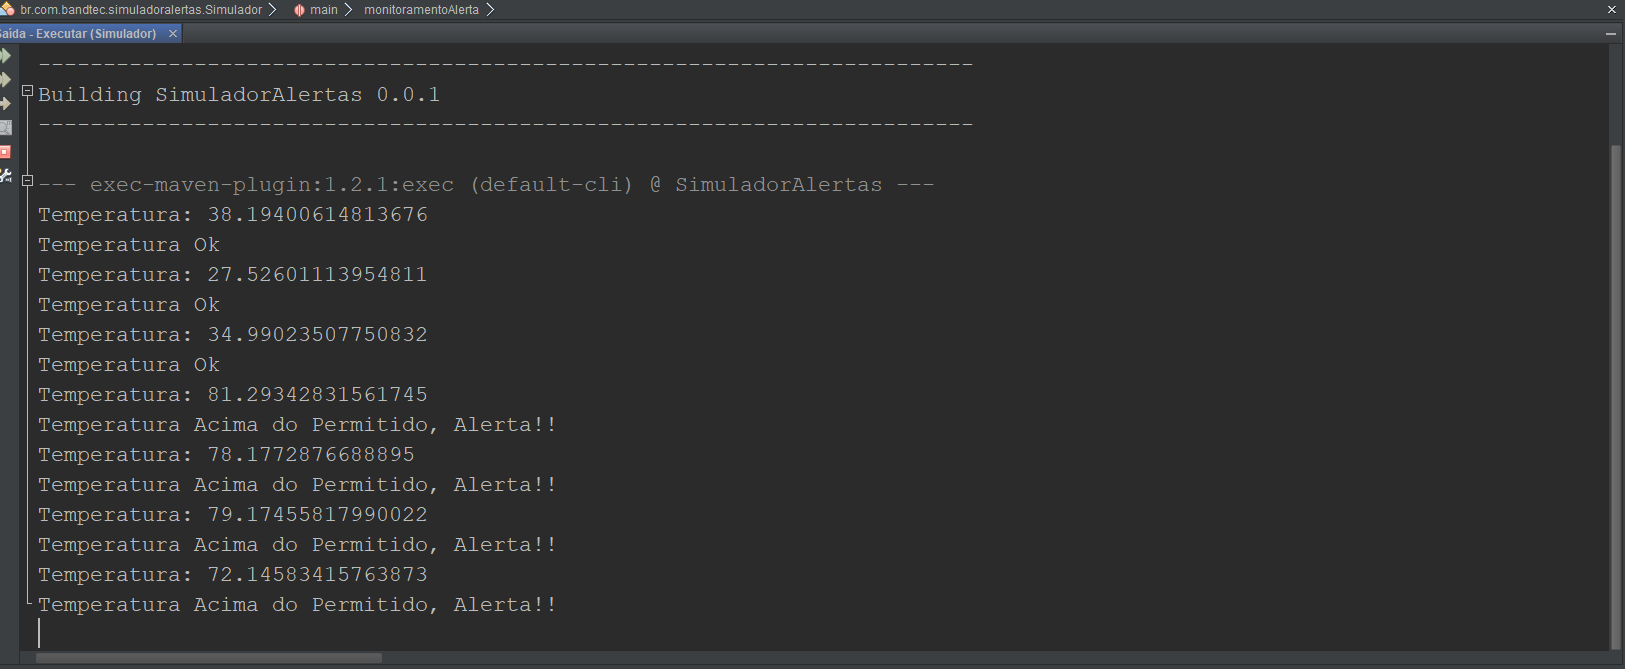 br.com.bandtec.simuladoralertas.Simulador main monitoramentoAlerta
aída - Executar (Simulador)
------------------------------------------------------------------------
Building SimuladorAlertas 0.0.1
------------------------------------------------------------------------
--- exec-maven-plugin:1.2.1:exec (default-cli) @ SimuladorAlertas ---
Temperatura: 38.19400614813676
Temperatura Ok
Temperatura: 27.52601113954811
Temperatura Ok
Temperatura: 34.99023507750832
Temperatura Ok
Temperatura: 81.29342831561745
Temperatura Acima do Permitido, Alerta!!
Temperatura: 78.1772876688895
Temperatura Acima do Permitido, Alerta!!
Temperatura: 79.17455817990022
Temperatura Acima do Permitido, Alerta!!
Temperatura: 72.14583415763873
Temperatura Acima do Permitido, Alerta!!